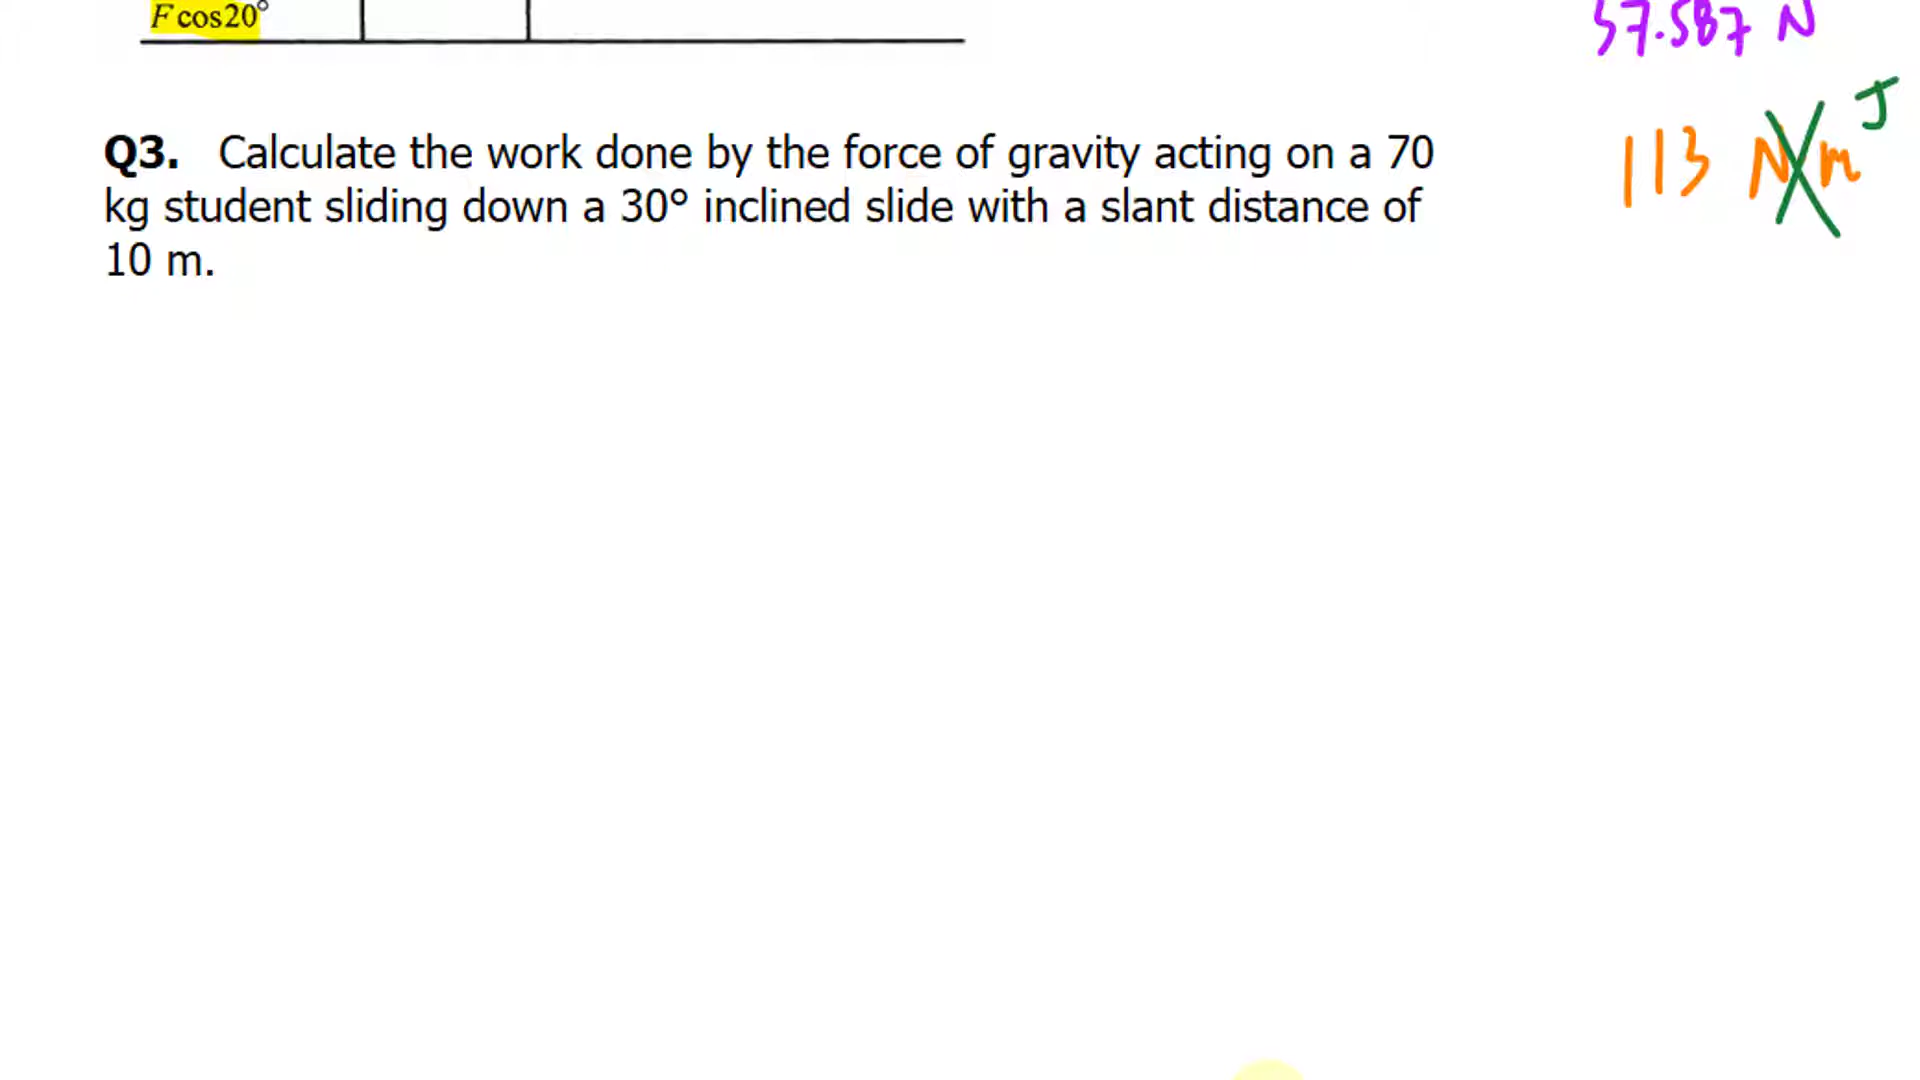 F cos20°
37.587 N
113 Nm J
Q3. Calculate the work done by the force of gravity acting on a 70
kg student sliding down a 30° inclined slide with a slant distance of
10 m.